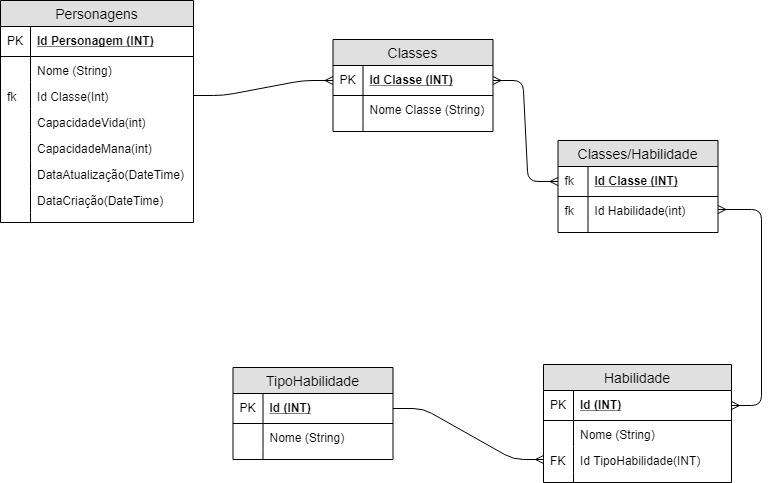 Personagens
PK Id Personagem (INT)
Nome (String)
fk Id Classe(Int)
CapacidadeVida(int)
CapacidadeMana(int)
DataAtualização(DateTime)
DataCriação(DateTime)
Classes
PK Id Classe (INT)
Nome Classe (String)
Classes/Habilidade
fk Id Classe (INT)
fk Id Habilidade(int)
TipoHabilidade
PK Id (INT)
Nome (String)
Habilidade
PK Id (INT)
Nome (String)
FK Id TipoHabilidade(INT)